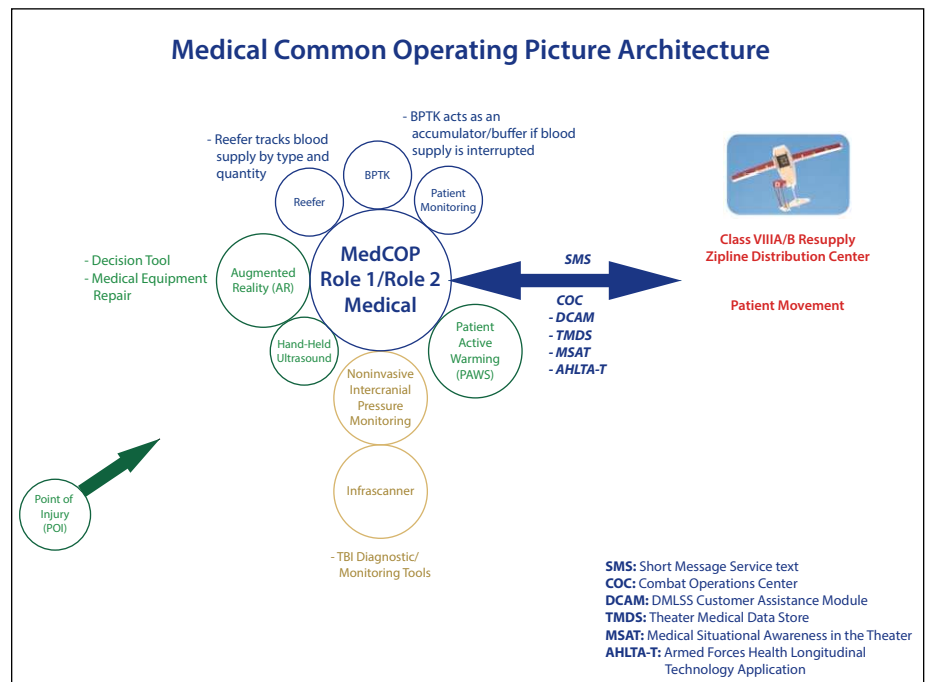 Medical Common Operating Picture Architecture
- BPTK acts as an
accumulator/buffer if blood
supply is interrupted
- Reefer tracks blood
supply by type and
quantity
BPTK
Reefer
Patient
Monitoring
MedCOP
Role 1/Role 2
Medical
- Decision Tool
- Medical Equipment
Repair
Augmented
Reality (AR)
Hand-Held
Ultrasound
Patient
Active
Warming
(PAWS)
Noninvasive
Intercranial
Pressure
Monitoring
Infrascanner
- TBI Diagnostic/
Monitoring Tools
Point of
Injury
(POI)
SMS
COC
- DCAM
- TMDS
- MSAT
- AHLTA-T
Class VIIIA/B Resupply
Zipline Distribution Center
Patient Movement
SMS: Short Message Service text
COC: Combat Operations Center
DCAM: DMLSS Customer Assistance Module
TMDS: Theater Medical Data Store
MSAT: Medical Situational Awareness in the Theater
AHLTA-T: Armed Forces Health Longitudinal
Technology Application